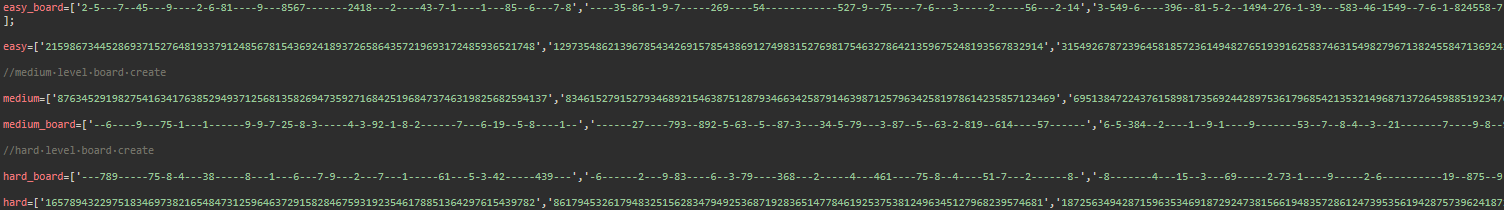 easy_board=['2-5---7--45---9----2-6-81----9---8567-------2418---2----43-7-1----1---85--6---7-8','----35-86-1-9-7-----269----54------------527-9--75----7-6---3-----2-----56---2-14','3-549-6----396--81-5-2--1494-276-1-39---583-46-1549--7-6-1-824558-7
];
easy=['215986734452869371527648193379124856781543692418937265864357219693172485936521748','129735486213967854342691578543869127498315276981754632786421359675248193567832914','3154926787239645818572361494827651939162583746315498279671382455847136924
//medium·level·board·create
medium=['876345291982754163417638529493712568135826947359271684251968473746319825682594137','834615279152793468921546387512879346634258791463987125796342581978614235857123469','6951384722437615898173569244289753617968542135321496871372645988519​2347
medium_board=['--6----9---75-1---1------9-9-7-25-8-3-----4-3-92-1-8-2------7---6-19--5-8----1--','------27----793--892-5-63--5--87-3---34-5-79---3-87--5--63-2-819--614----57------','6-5-384--2----1--9-1----9-------53--7--8-4--3--21-------7----9-8--9
//hard·level·board·create
hard_board=['---789-----75-8-4---38-----8---1---6---7-9---2---7---1-----61---5-3-42-----439---','-6------2---9-83----6--3-79----368---2-----4---461----75-8--4----51-7---2------8-','-8-------4---15--3---69-----2-73-1----9-----2-6----------19--875--9
hard=['165789432297518346973821654847312596463729158284675931923546178851364297615439782','861794532617948325156283479492536871928365147784619253753812496345127968239574681','187256349428715963534691872924738156619483572861247395356194287573962418​7